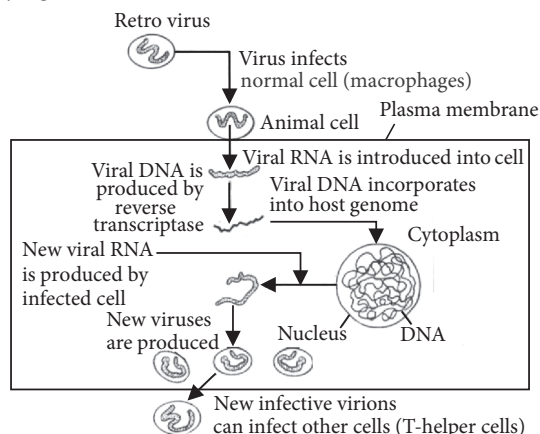 Retro virus
Virus infects
normal cell (macrophages)
Plasma membrane
Animal cell
Viral RNA is introduced into cell
Viral DNA is
produced by
reverse
transcriptase
Viral DNA incorporates
into host genome
Cytoplasm
New viral RNA
is produced by
infected cell
New viruses
are produced
Nucleus
DNA
New infective virions
can infect other cells (T-helper cells)